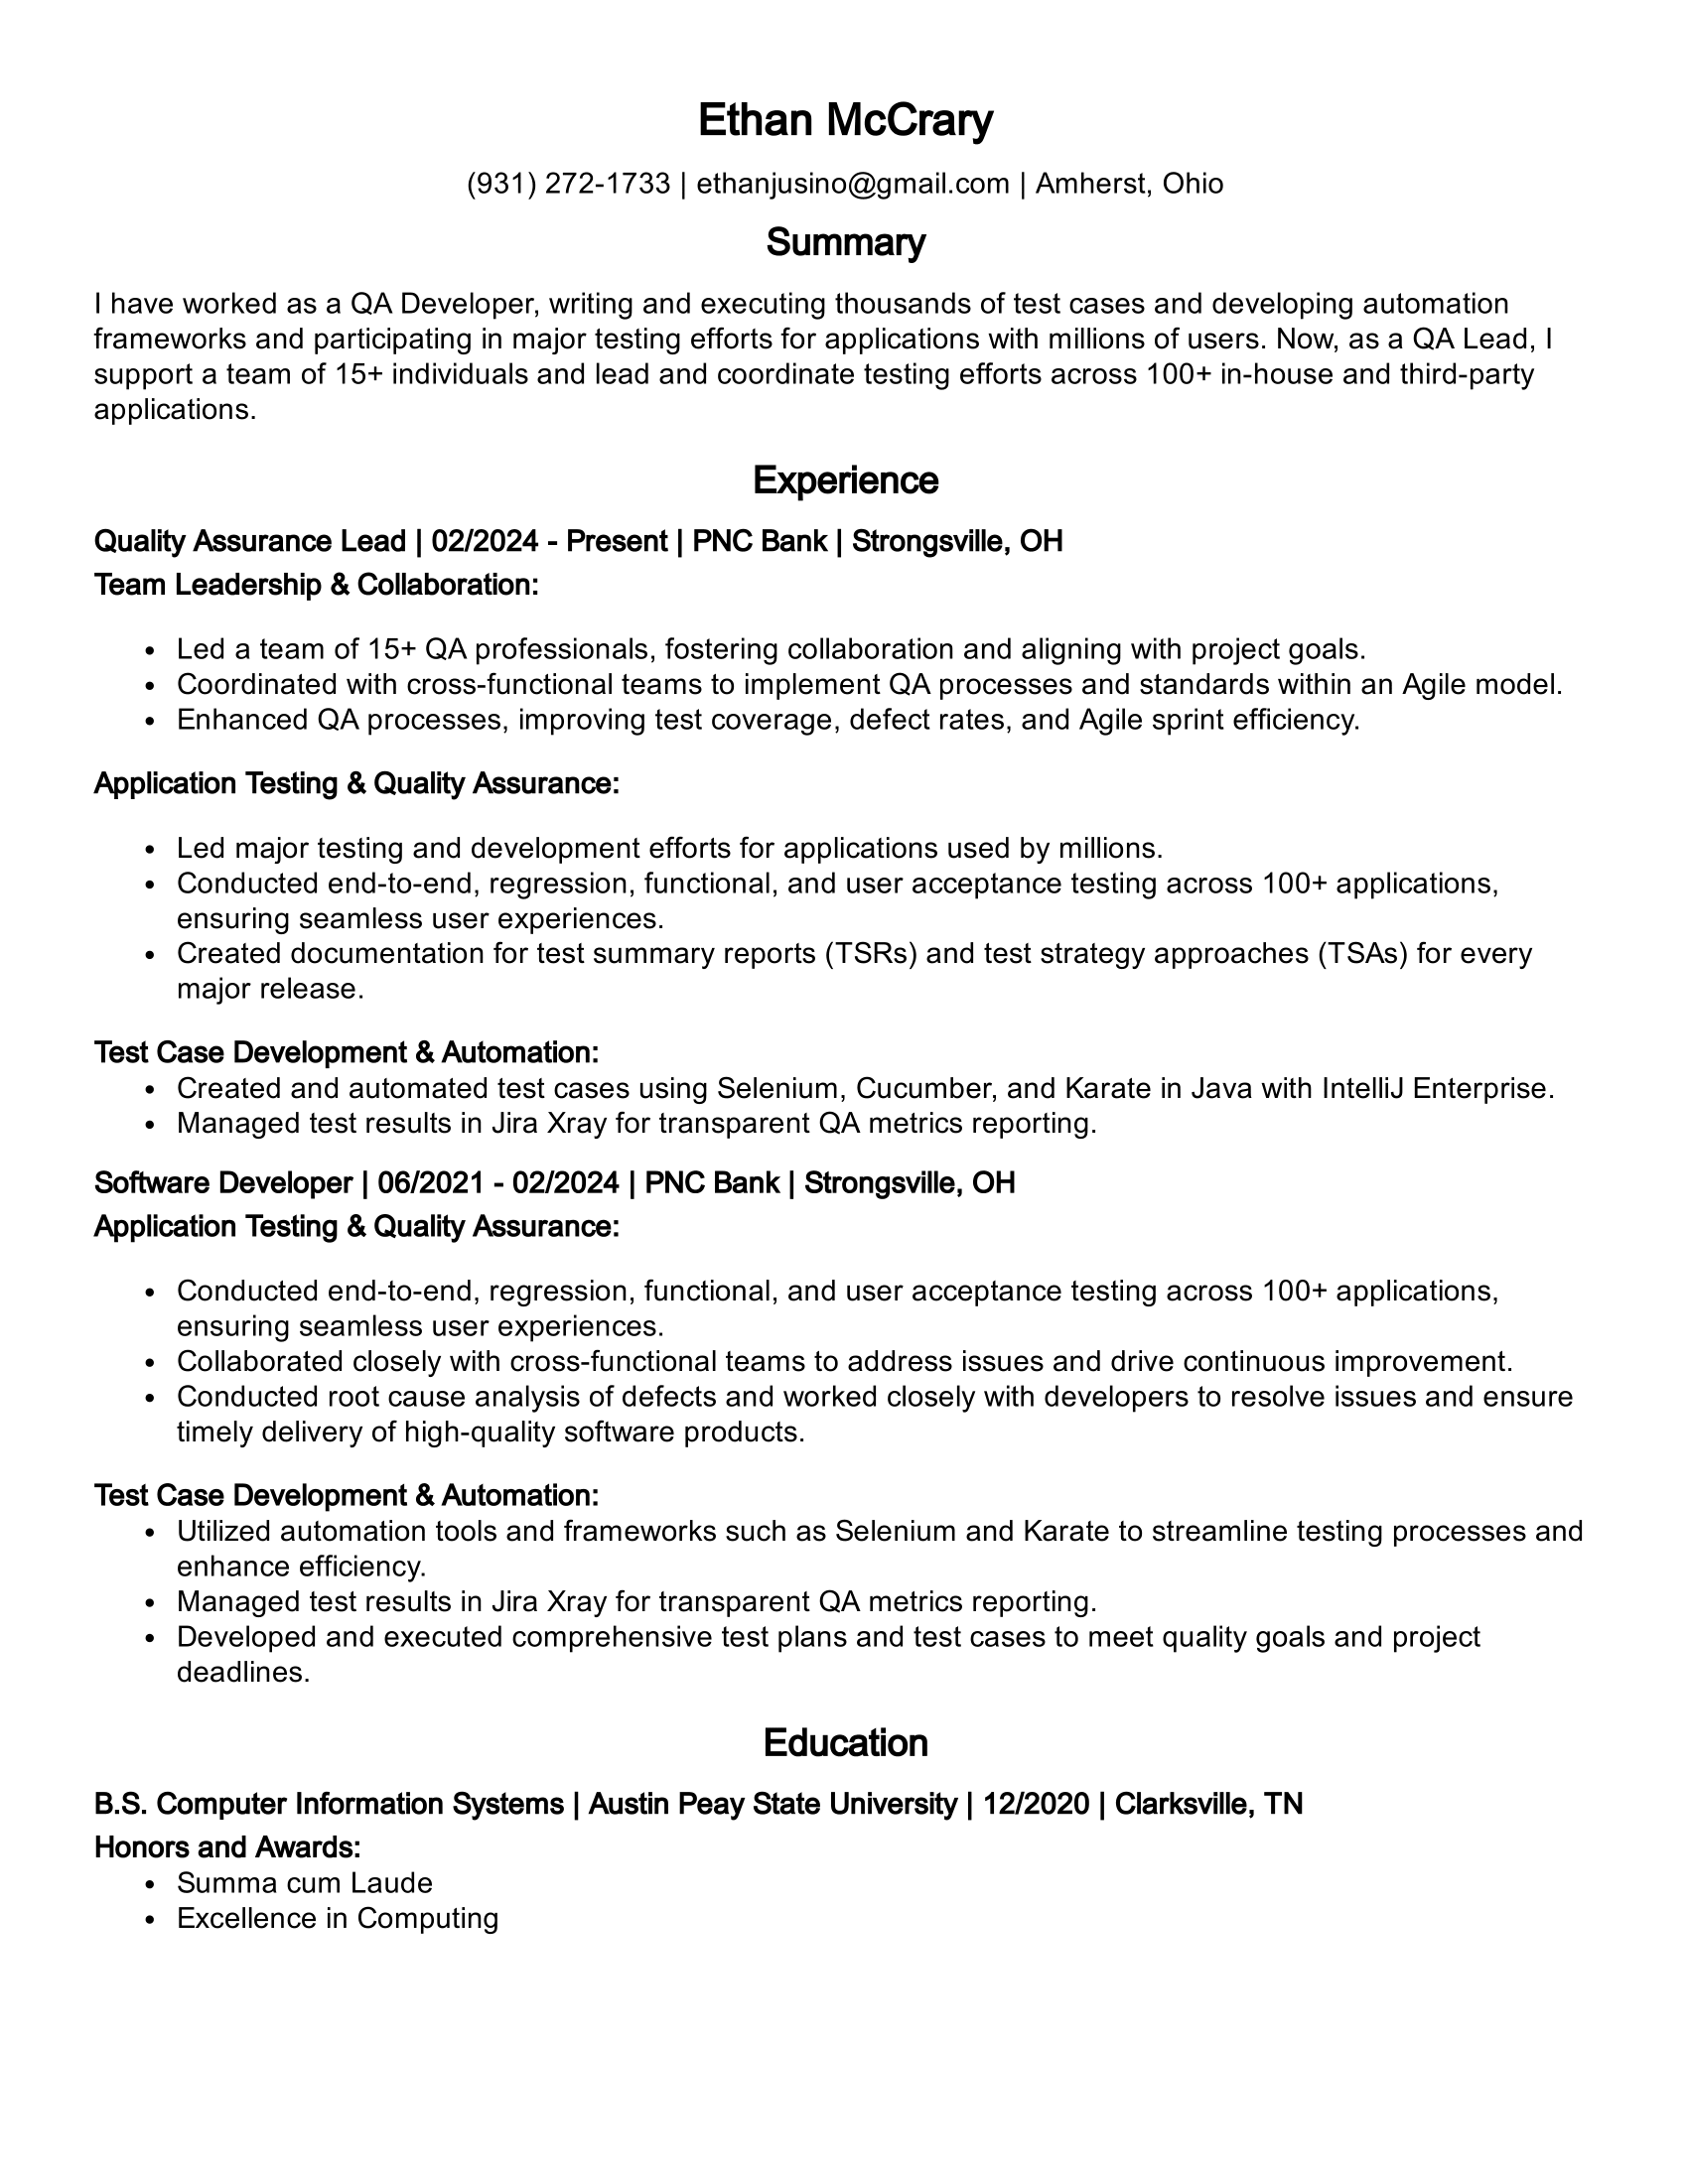 Ethan McCrary
(931) 272-1733 | ethanjusino@gmail.com | Amherst, Ohio
Summary
I have worked as a QA Developer, writing and executing thousands of test cases and developing automation
frameworks and participating in major testing efforts for applications with millions of users. Now, as a QA Lead, I
support a team of 15+ individuals and lead and coordinate testing efforts across 100+ in-house and third-party
applications.
Experience
Quality Assurance Lead | 02/2024 - Present | PNC Bank | Strongsville, OH
Team Leadership & Collaboration:
• Led a team of 15+ QA professionals, fostering collaboration and aligning with project goals.
• Coordinated with cross-functional teams to implement QA processes and standards within an Agile model.
• Enhanced QA processes, improving test coverage, defect rates, and Agile sprint efficiency.
Application Testing & Quality Assurance:
• Led major testing and development efforts for applications used by millions.
• Conducted end-to-end, regression, functional, and user acceptance testing across 100+ applications,
ensuring seamless user experiences.
• Created documentation for test summary reports (TSRs) and test strategy approaches (TSAs) for every
major release.
Test Case Development & Automation:
• Created and automated test cases using Selenium, Cucumber, and Karate in Java with IntelliJ Enterprise.
• Managed test results in Jira Xray for transparent QA metrics reporting.
Software Developer | 06/2021 - 02/2024 | PNC Bank | Strongsville, OH
Application Testing & Quality Assurance:
• Conducted end-to-end, regression, functional, and user acceptance testing across 100+ applications,
ensuring seamless user experiences.
• Collaborated closely with cross-functional teams to address issues and drive continuous improvement.
• Conducted root cause analysis of defects and worked closely with developers to resolve issues and ensure
timely delivery of high-quality software products.
Test Case Development & Automation:
• Utilized automation tools and frameworks such as Selenium and Karate to streamline testing processes and
enhance efficiency.
• Managed test results in Jira Xray for transparent QA metrics reporting.
• Developed and executed comprehensive test plans and test cases to meet quality goals and project
deadlines.
Education
B.S. Computer Information Systems | Austin Peay State University | 12/2020 | Clarksville, TN
Honors and Awards:
• Summa cum Laude
• Excellence in Computing